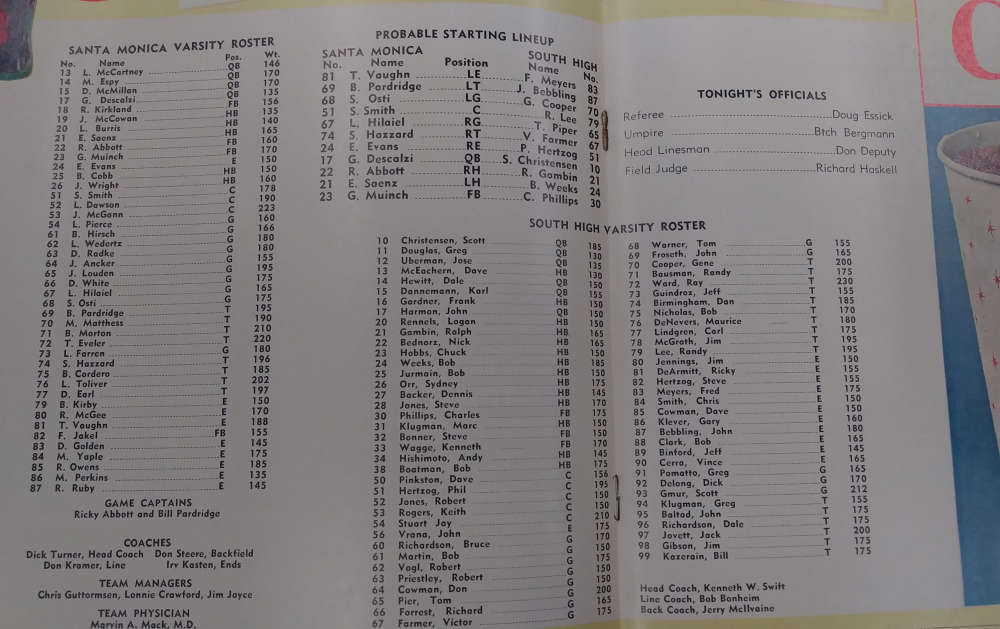 SANTA MONICA VARSITY ROSTER
No. Name Pos. Wt.
13 L. McCartney QB 146
14 M. Espy QB 170
15 D. McMillan QB 170
17 G. Descalzi QB 135
18 R. Kirkland FB 156
19 J. McCowan HB 135
20 L. Burris HB 140
21 E. Saenz HB 165
22 R. Abbott FB 160
23 G. Muinch FB 170
24 E. Evans E 150
25 B. Cobb HB 150
26 J. Wright HB 160
51 S. Smith C 178
52 L. Dawson C 190
53 J. McGann C 223
54 L. Pierce G 160
61 B. Hirsch G 166
62 L. Wedertz G 180
63 D. Radke G 180
64 J. Ancker G 155
65 J. Louden G 195
66 D. White G 175
67 L. Hilaiel G 165
68 S. Osti G 175
69 B. Pardridge T 195
70 M. Matthess T 190
71 B. Morton T 210
72 T. Eveler T 220
73 L. Farren G 180
74 S. Hazzard T 196
75 B. Cordero T 185
76 L. Toliver T 202
77 D. Earl T 197
79 B. Kirby E 150
80 R. McGee E 170
81 T. Vaughn E 188
82 F. Jakel FB 155
83 D. Golden E 145
84 M. Yaple E 175
85 R. Owens E 185
86 M. Perkins E 135
87 R. Ruby E 145
GAME CAPTAINS
Ricky Abbott and Bill Pardridge
COACHES
Dick Turner, Head Coach Don Steere, Backfield
Don Kramer, Line Irv Kasten, Ends
TEAM MANAGERS
Chris Guttormsen, Lonnie Crawford, Jim Joyce
TEAM PHYSICIAN
Marvin A. Mack, M.D.
PROBABLE STARTING LINEUP
SANTA MONICA SOUTH HIGH
No. Name Position Name No.
81 T. Vaughn LE F. Meyers 83
69 B. Pardridge LT J. Bebbling 87
68 S. Osti LG G. Cooper 70
51 S. Smith C R. Lee 79
67 L. Hilaiel RG T. Piper 65
74 S. Hazzard RT V. Farmer 67
24 E. Evans RE P. Hertzog 51
17 G. Descalzi QB S. Christensen 10
22 R. Abbott RH R. Gambin 21
21 E. Saenz LH B. Weeks 24
23 G. Muinch FB C. Phillips 30
TONIGHT'S OFFICIALS
Referee Doug Essick
Umpire Btch Bergmann
Head Linesman Don Deputy
Field Judge Richard Haskell
SOUTH HIGH VARSITY ROSTER
10 Christensen, Scott QB 185
11 Douglas, Greg QB 130
12 Uberman, Jose QB 135
13 McEachern, Dave HB 130
14 Hewitt, Dale QB 150
15 Dannemann, Karl QB 155
16 Gardner, Frank HB 150
17 Harmon, John QB 150
20 Rennels, Logan HB 150
21 Gambin, Ralph HB 165
22 Bednorz, Nick HB 165
23 Hobbs, Chuck HB 150
24 Weeks, Bob HB 185
25 Jurmain, Bob HB 150
26 Orr, Sydney HB 175
27 Backer, Dennis HB 145
28 Jones, Steve HB 150
30 Phillips, Charles FB 175
31 Klugman, Marc HB 150
32 Bonner, Steve FB 150
33 Wagge, Kenneth FB 170
34 Hishimoto, Andy HB 145
38 Boatman, Bob HB 175
50 Pinkston, Dave C 156
51 Hertzog, Phil C 195
52 Jones, Robert C 150
53 Rogers, Keith C 150
54 Stuart Jay C 210
56 Vrana, John E 175
60 Richardson, Bruce G 170
61 Martin, Bob G 150
62 Vogl, Robert G 175
63 Priestley, Robert G 150
64 Cowman, Don G 200
65 Pier, Tom G 165
66 Forrest, Richard G 175
67 Farmer, Victor
68 Warner, Tom G 155
69 Froseth, John G 165
70 Cooper, Gene T 200
71 Bausman, Randy T 175
72 Ward, Ray T 230
73 Guindrox, Jeff T 155
74 Birmingham, Dan T 185
75 Nicholas, Bob T 170
76 DeNevers, Maurice T 180
77 Lindgren, Carl T 175
78 McGrath, Jim T 195
79 Lee, Randy T 195
80 Jennings, Jim E 150
81 DeArmitt, Ricky E 155
82 Hertzog, Steve E 155
83 Meyers, Fred E 175
84 Smith, Chris E 150
85 Cowman, Dave E 150
86 Klever, Gary E 160
87 Bebbling, John E 180
88 Clark, Bob E 165
89 Binford, Jeff E 145
90 Cerra, Vince E 165
91 Pomatto, Greg G 165
92 Delong, Dick G 170
93 Gmur, Scott G 212
94 Klugman, Greg T 155
95 Baltad, John T 175
96 Richardson, Dale T 175
97 Jovett, Jack T 200
98 Gibson, Jim T 175
99 Kazerain, Bill T 175
Head Coach, Kenneth W. Swift
Line Coach, Bob Bonheim
Back Coach, Jerry McIlvaine